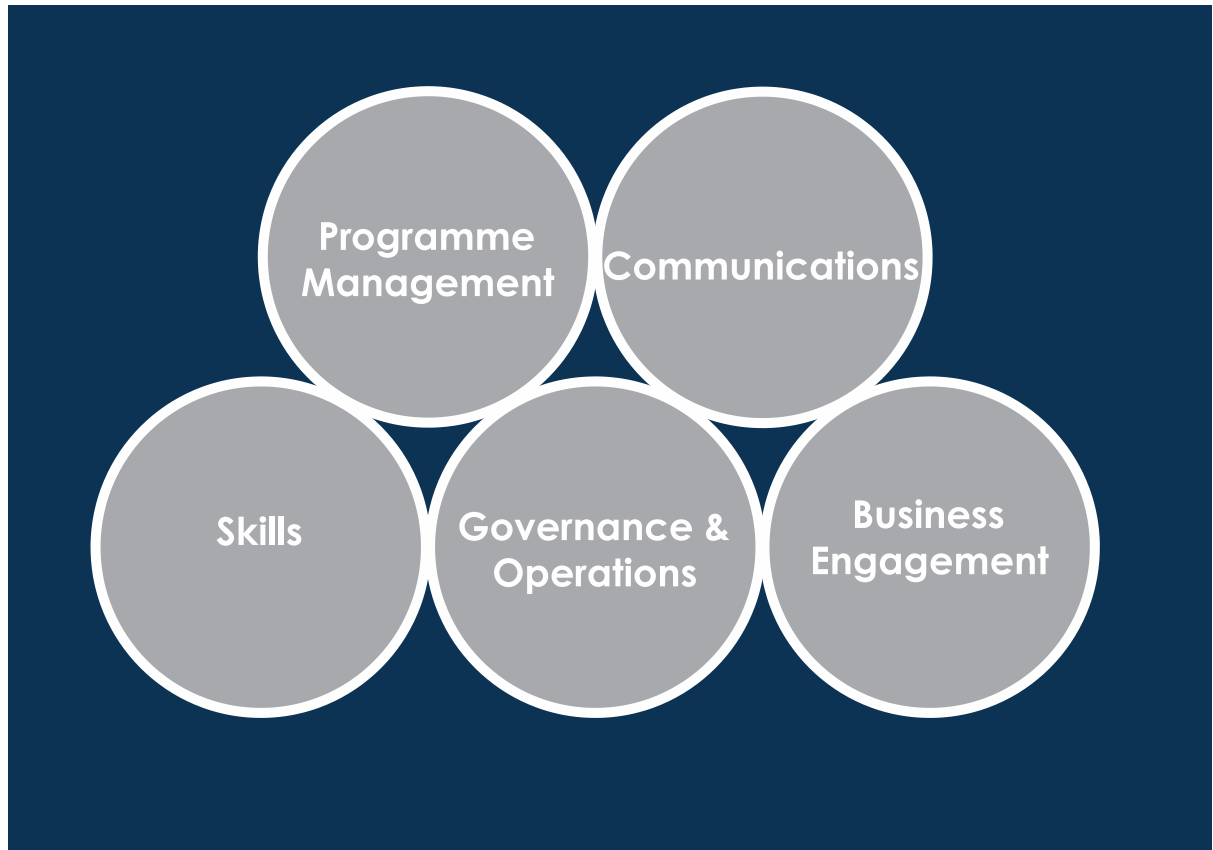 Programme
Management
Communications
Skills
Governance &
Operations
Business
Engagement